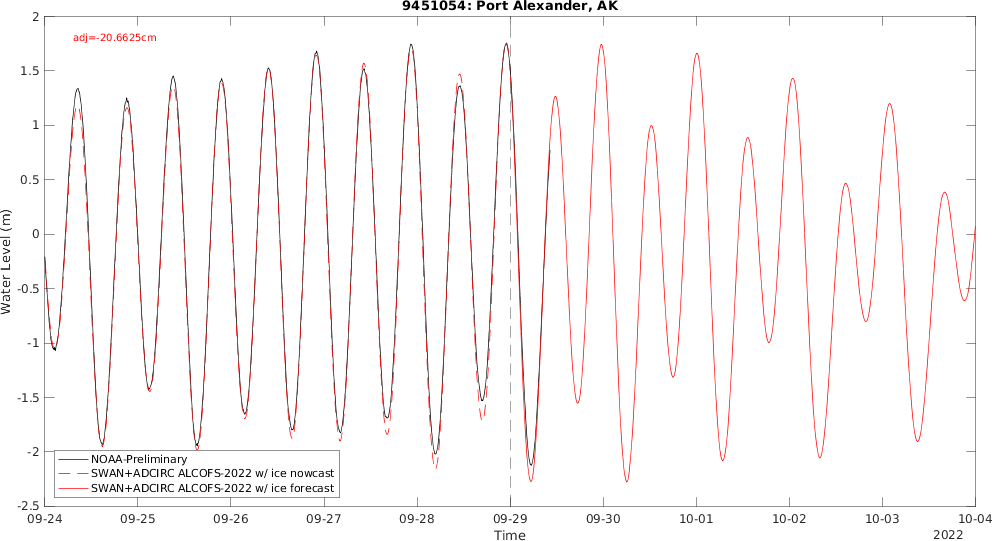 9451054: Port Alexander, AK
adj=-20.6625cm
Water Level (m)
2
1.5
1
0.5
0
-0.5
-1
-1.5
-2
-2.5
NOAA-Preliminary
SWAN+ADCIRC ALCOFS-2022 w/ ice nowcast
SWAN+ADCIRC ALCOFS-2022 w/ ice forecast
09-24 09-25 09-26 09-27 09-28 09-29 09-30 10-01 10-02 10-03 10-04
Time
2022